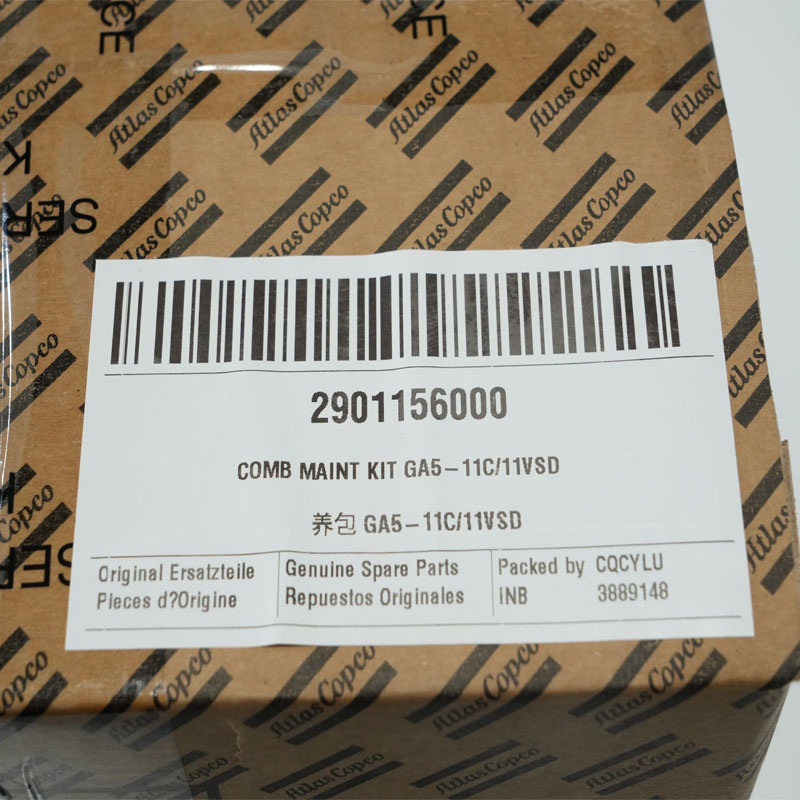 SERVICE
K
Atlas Copco
2901156000
COMB MAINT KIT GA5-11C/11VSD
养包 GA5-11C/11VSD
Original Ersatzteile
Pieces d?Origine
Genuine Spare Parts
Repuestos Originales
Packed by CQCYLU
iNB 3889148